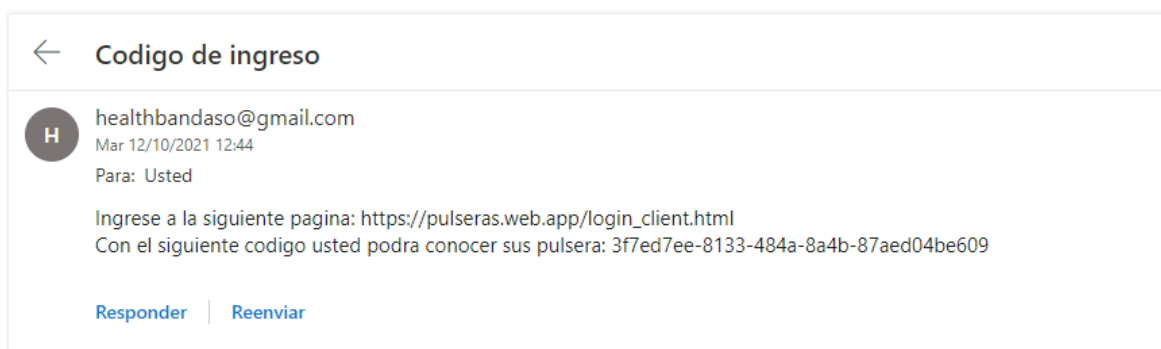 Codigo de ingreso
H
healthbandaso@gmail.com
Mar 12/10/2021 12:44
Para: Usted
Ingrese a la siguiente pagina: https://pulseras.web.app/login_client.html
Con el siguiente codigo usted podra conocer sus pulsera: 3f7ed7ee-8133-484a-8a4b-87aed04be609
Responder
Reenviar